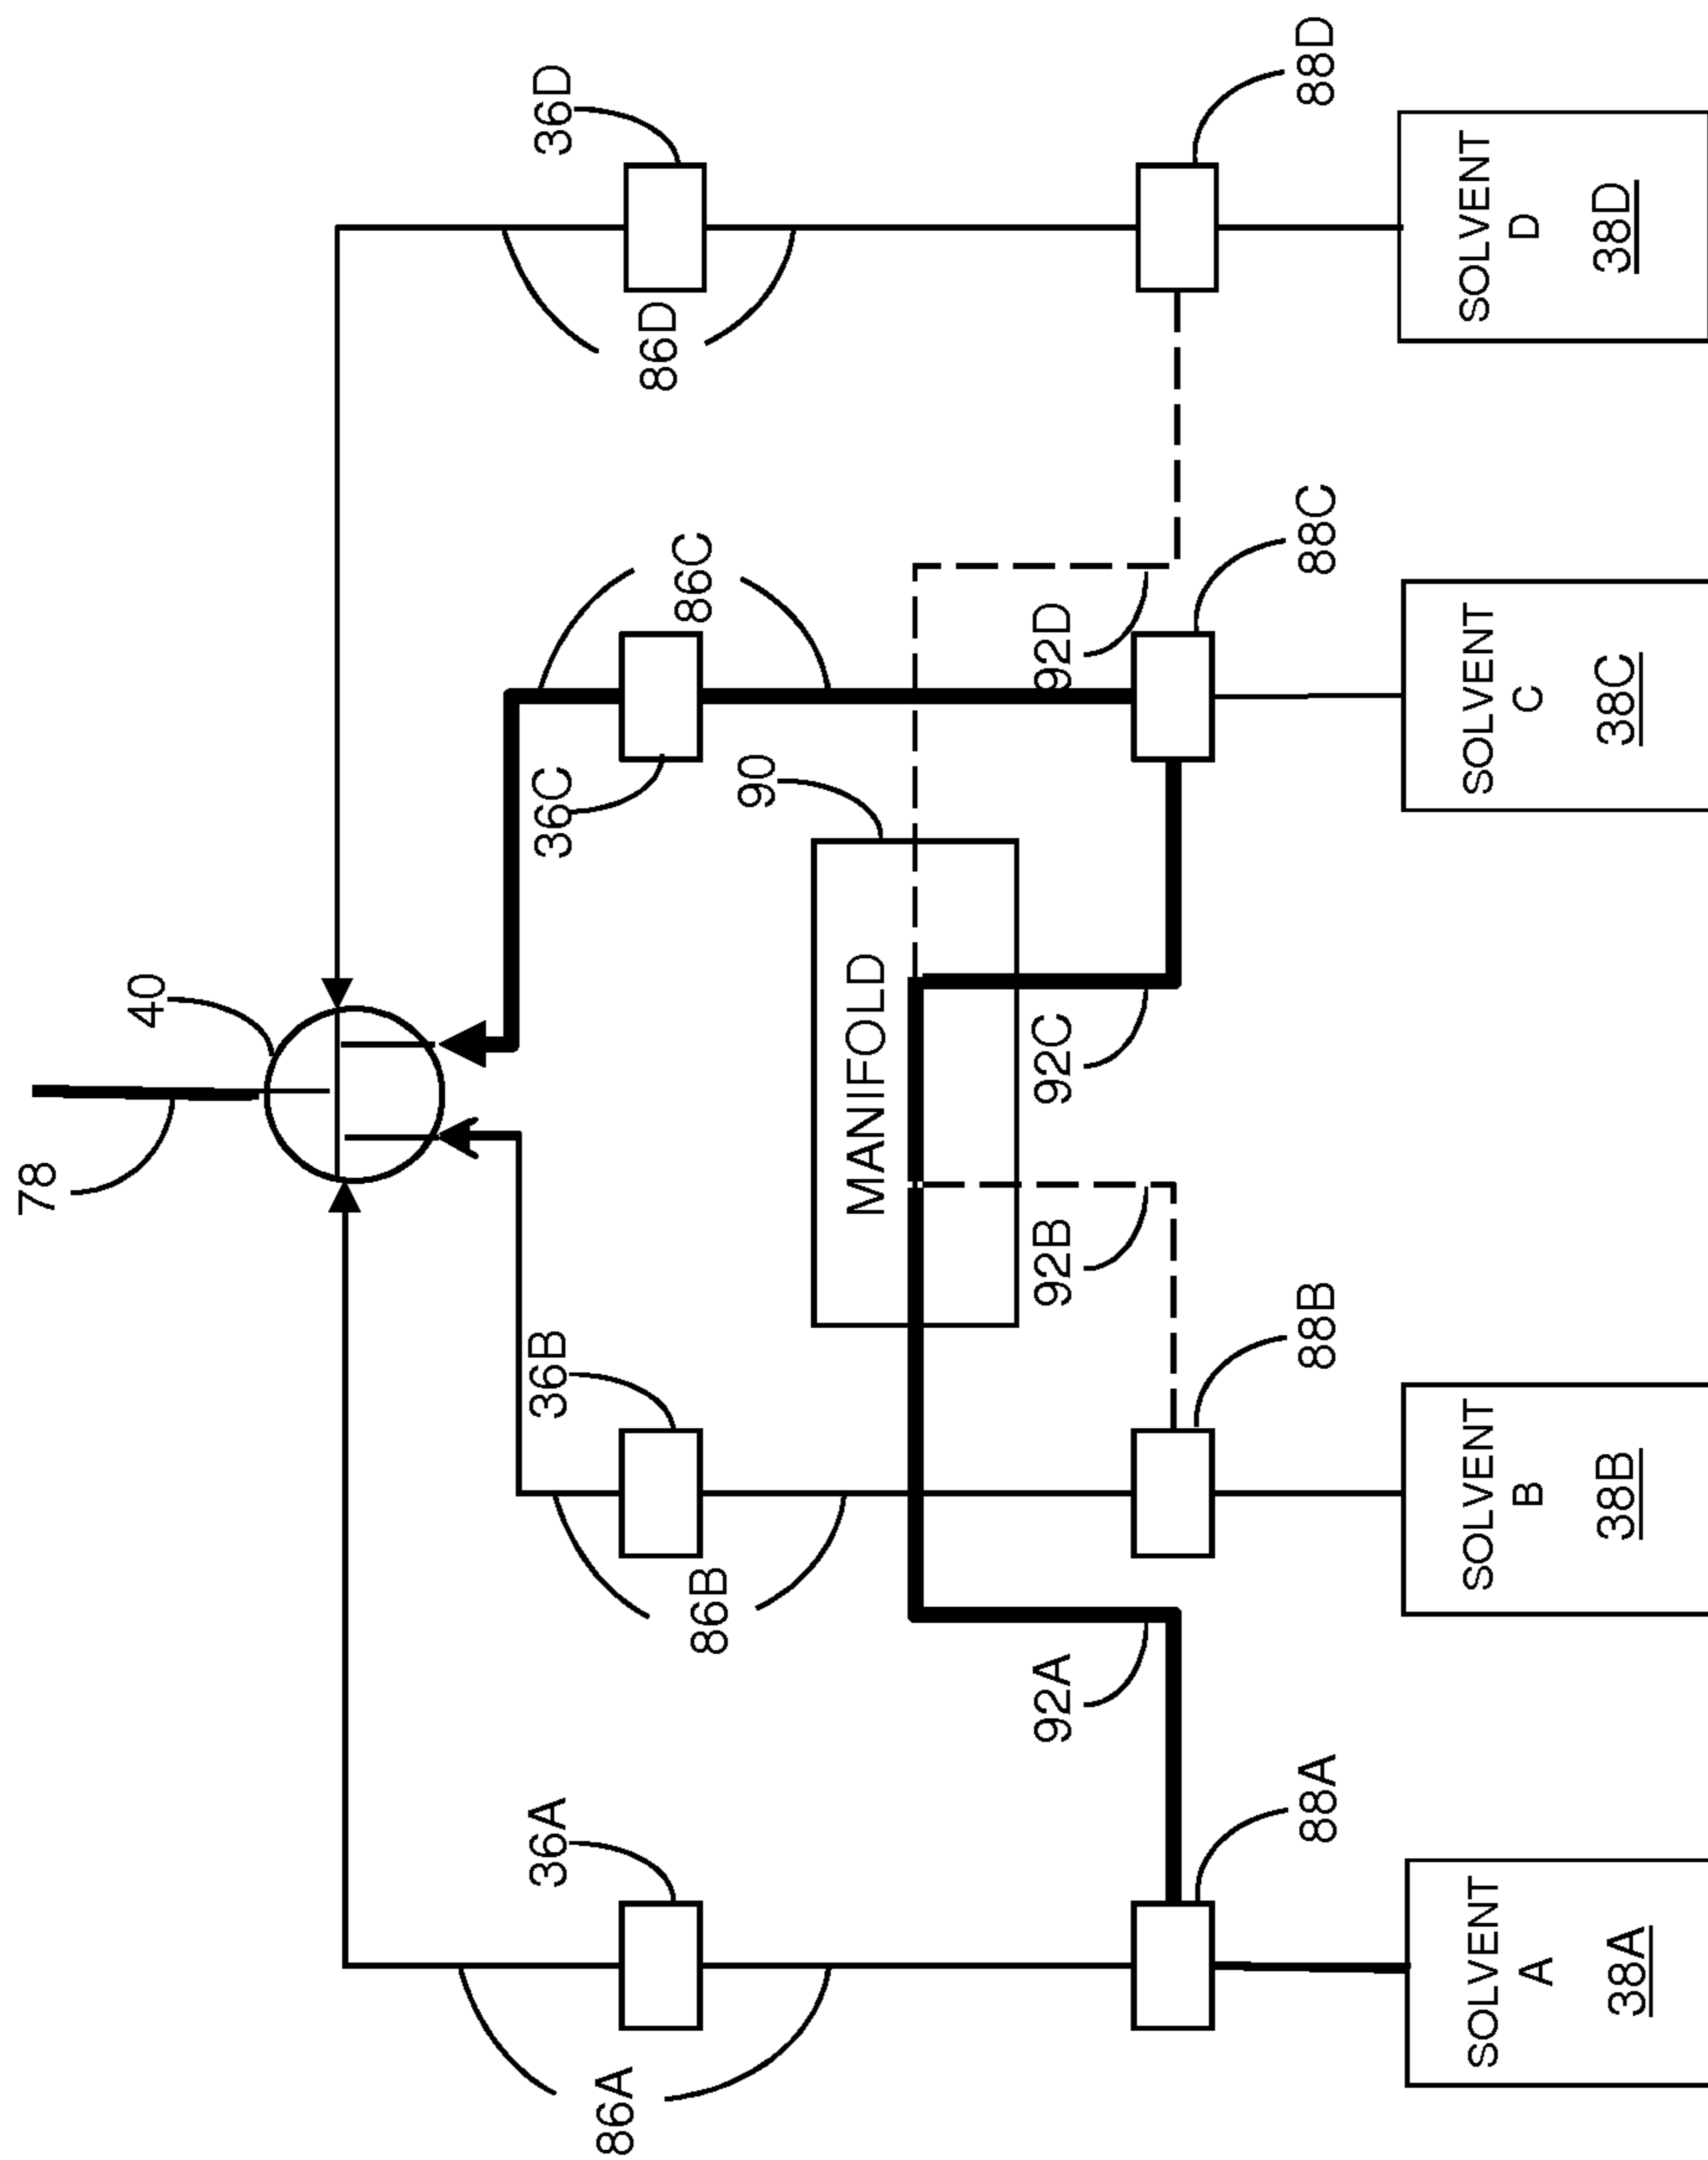 78
40
36A
36B
36C
36D
86A
86B
86C
86D
90
MANIFOLD
92A
92B
92C
92D
88A
88B
88C
88D
SOLVENT
A
38A
SOLVENT
B
38B
SOLVENT
C
38C
SOLVENT
D
38D